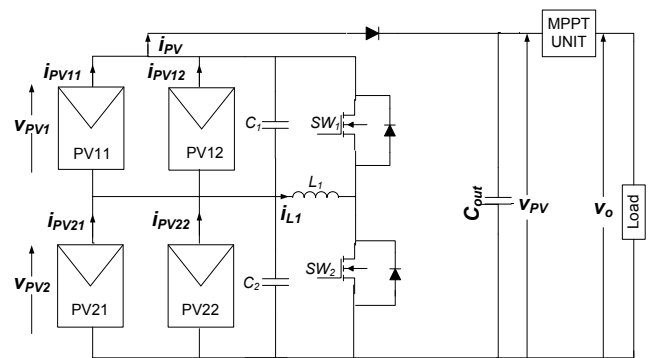 i_PV
MPPT
UNIT
i_PV11
i_PV12
v_PV1
PV11
PV12
C_1
SW_1
L_1
i_L1
i_PV21
i_PV22
C_out
v_PV
v_o
Load
v_PV2
PV21
PV22
C_2
SW_2